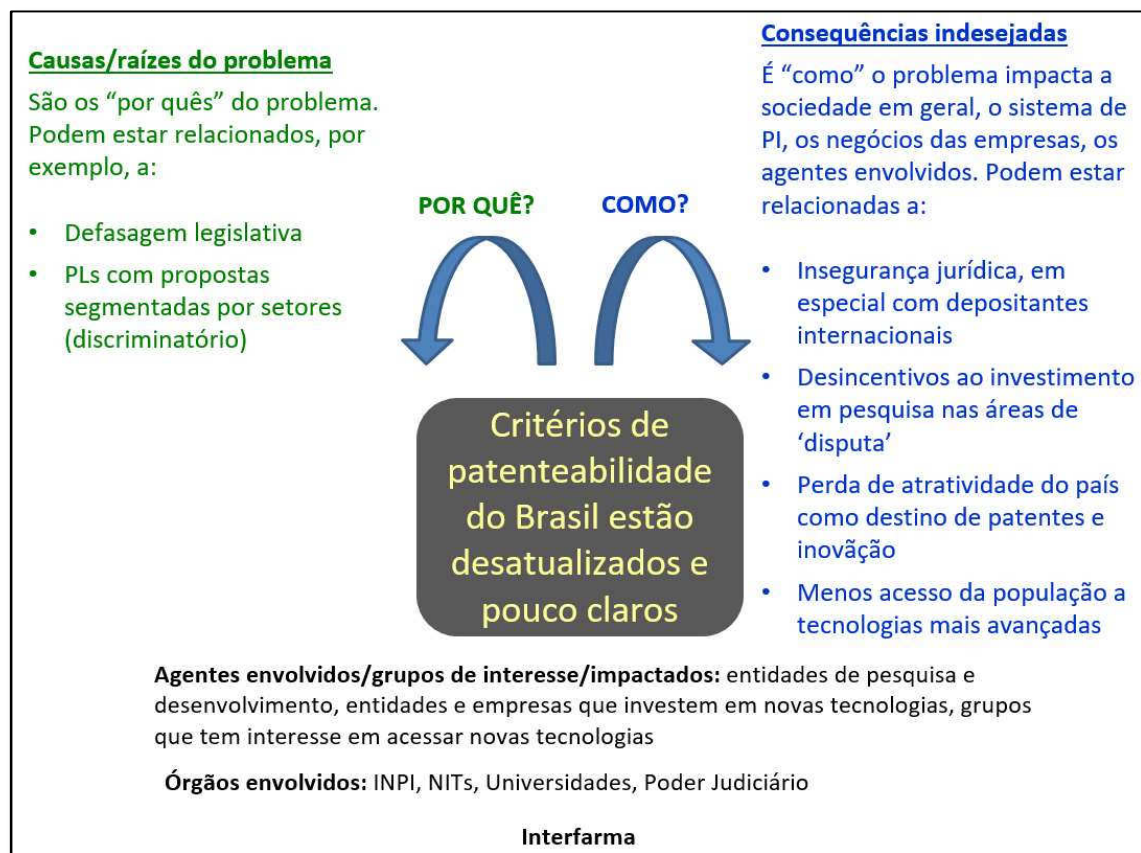 Causas/raízes do problema
São os “por quês” do problema.
Podem estar relacionados, por
exemplo, a:
• Defasagem legislativa
• PLs com propostas
segmentadas por setores
(discriminatório)
POR QUÊ?
COMO?
Consequências indesejadas
É “como” o problema impacta a
sociedade em geral, o sistema de
PI, os negócios das empresas, os
agentes envolvidos. Podem estar
relacionadas a:
• Insegurança jurídica, em
especial com depositantes
internacionais
• Desincentivos ao investimento
em pesquisa nas áreas de
‘disputa’
• Perda de atratividade do país
como destino de patentes e
inovãção
• Menos acesso da população a
tecnologias mais avançadas
Critérios de
patenteabilidade
do Brasil estão
desatualizados e
pouco claros
Agentes envolvidos/grupos de interesse/impactados: entidades de pesquisa e
desenvolvimento, entidades e empresas que investem em novas tecnologias, grupos
que tem interesse em acessar novas tecnologias
Órgãos envolvidos: INPI, NITs, Universidades, Poder Judiciário
Interfarma